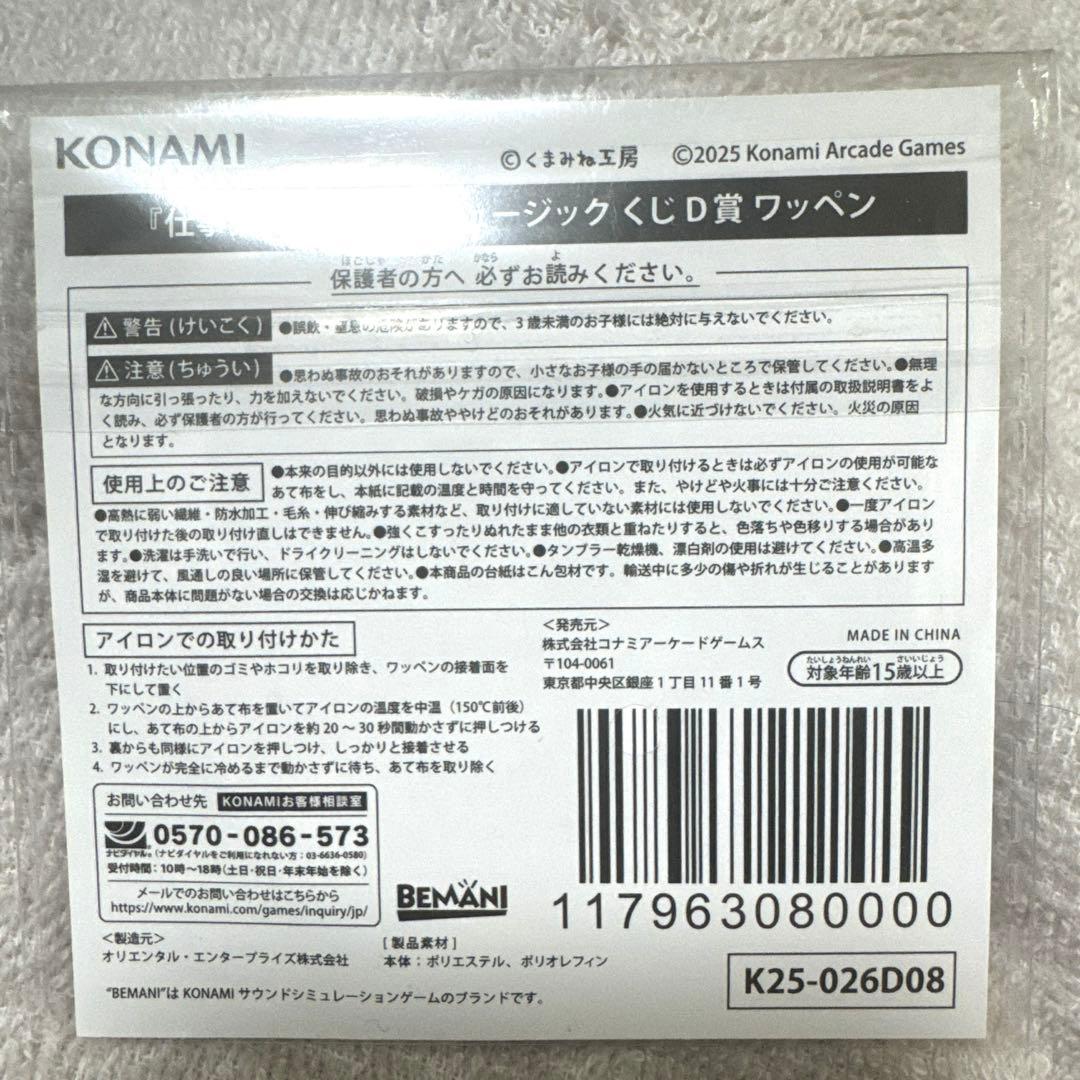 KONAMI
©くまみね工房 ©2025 Konami Arcade Games
ージック くじ D賞 ワッペン
保護者の方へ 必ずお読みください。
⚠警告(けいこく) ●誤飲・窒息の危険がありますので、3歳未満のお子様には絶対に与えないでください。
⚠注意(ちゅうい) ●思わぬ事故のおそれがありますので、小さなお子様の手の届かないところで保管してください。●無理
な方向に引っ張ったり、力を加えないでください。破損やケガの原因になります。●アイロンを使用するときは付属の取扱説明書をよ
く読み、必ず保護者の方が行ってください。思わぬ事故ややけどのおそれがあります。●火気に近づけないでください。火災の原因
となります。
使用上のご注意 ●本来の目的以外には使用しないでください。●アイロンで取り付けるときは必ずアイロンの使用が可能な
あて布をし、本紙に記載の温度と時間を守ってください。また、やけどや火事には十分ご注意ください。
●高熱に弱い繊維・防水加工・毛糸・伸び縮みする素材など、取り付けに適していない素材には使用しないでください。●一度アイロン
で取り付けた後の取り付け直しはできません。●強くこすったりぬれたまま他の衣類と重ねたりすると、色落ちや色移りする場合があり
ます。●洗濯は手洗いで行い、ドライクリーニングはしないでください。●タンブラー乾燥機、漂白剤の使用は避けてください。●高温多
湿を避けて、風通しの良い場所に保管してください。●本商品の台紙はこん包材です。輸送中に多少の傷や折れが生じることがあります
が、商品本体に問題がない場合の交換は応じかねます。
アイロンでの取り付けかた
1. 取り付けたい位置のゴミやホコリを取り除き、ワッペンの接着面を
下にして置く
2. ワッペンの上からあて布を置いてアイロンの温度を中温（150℃前後）
にし、あて布の上からアイロンを約20～30秒間動かさずに押しつける
3. 裏からも同様にアイロンを押しつけ、しっかりと接着させる
4. ワッペンが完全に冷めるまで動かさずに待ち、あて布を取り除く
<発売元>
株式会社コナミアーケードゲームス
〒104-0061
東京都中央区銀座1丁目11番1号
MADE IN CHINA
対象年齢15歳以上
たいしょうねんれい さいいじょう
お問い合わせ先 KONAMIお客様相談室
0570-086-573
ナビダイヤル®(ナビダイヤルをご利用になれない方：03-6636-0580)
受付時間：10時〜18時(土日・祝日・年末年始を除く)
メールでのお問い合わせはこちらから
https://www.konami.com/games/inquiry/jp/
BEMANI
117963080000
<製造元>
オリエンタル・エンタープライズ株式会社
[製品素材]
本体：ポリエステル、ポリオレフィン
"BEMANI"は KONAMI サウンドシミュレーションゲームのブランドです。
K25-026D08